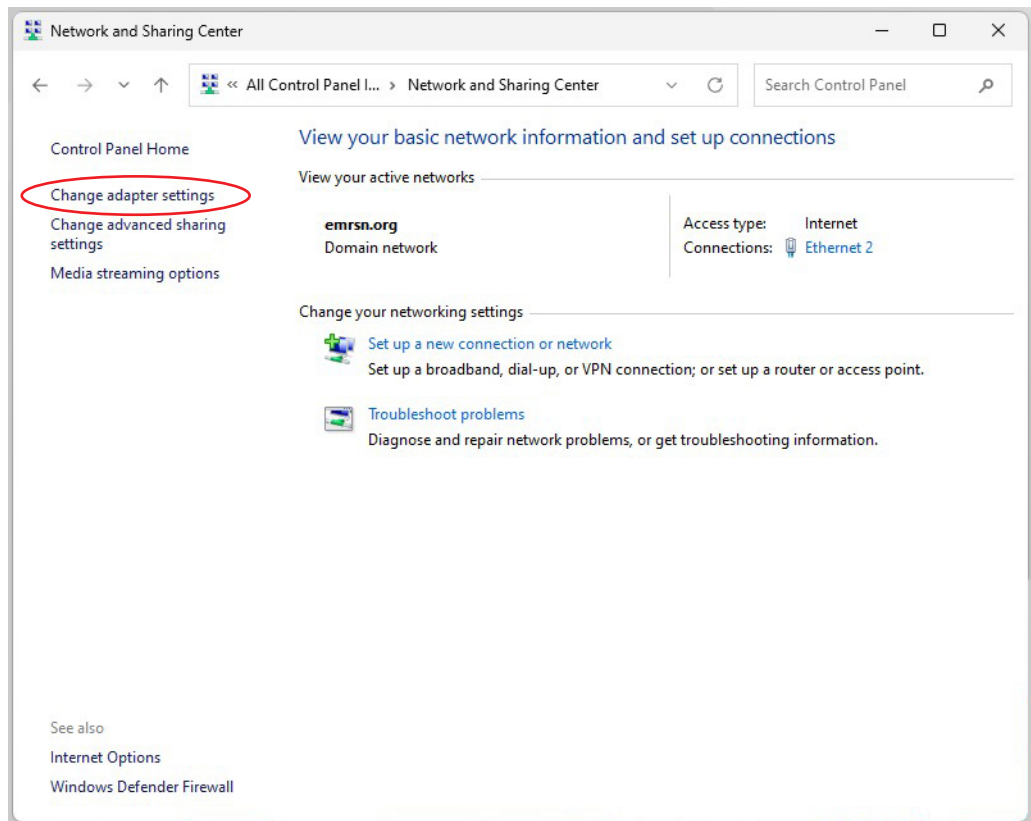 Network and Sharing Center
« All Control Panel I... › Network and Sharing Center
Search Control Panel
Control Panel Home
Change adapter settings
Change advanced sharing
settings
Media streaming options
View your basic network information and set up connections
View your active networks
emrsn.org
Domain network
Access type: Internet
Connections: Ethernet 2
Change your networking settings
Set up a new connection or network
Set up a broadband, dial-up, or VPN connection; or set up a router or access point.
Troubleshoot problems
Diagnose and repair network problems, or get troubleshooting information.
See also
Internet Options
Windows Defender Firewall